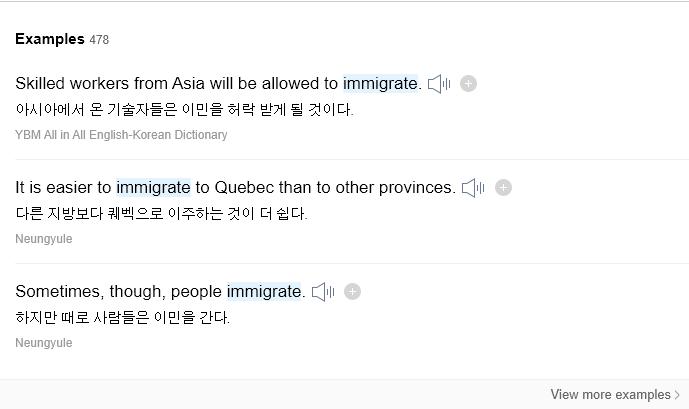 Examples 478
Skilled workers from Asia will be allowed to immigrate.
아시아에서 온 기술자들은 이민을 허락 받게 될 것이다.
YBM All in All English-Korean Dictionary
It is easier to immigrate to Quebec than to other provinces.
다른 지방보다 퀘벡으로 이주하는 것이 더 쉽다.
Neungyule
Sometimes, though, people immigrate.
하지만 때로 사람들은 이민을 간다.
Neungyule
View more examples